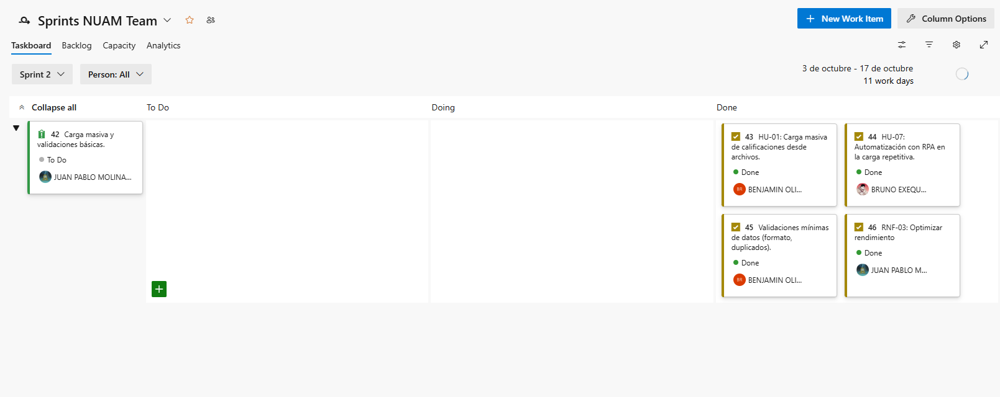 Sprints NUAM Team
New Work Item
Column Options
Taskboard
Backlog
Capacity
Analytics
Sprint 2
Person: All
3 de octubre - 17 de octubre
11 work days
Collapse all
To Do
Doing
Done
42 Carga masiva y
validaciones básicas.
To Do
JUAN PABLO MOLINA...
43 HU-01: Carga masiva
de calificaciones desde
archivos.
Done
BR
BENJAMIN OLI...
44 HU-07:
Automatización con RPA en
la carga repetitiva.
Done
BRUNO EXEQU...
45 Validaciones mínimas
de datos (formato,
duplicados).
Done
BR
BENJAMIN OLI...
46 RNF-03: Optimizar
rendimiento
Done
JUAN PABLO M...